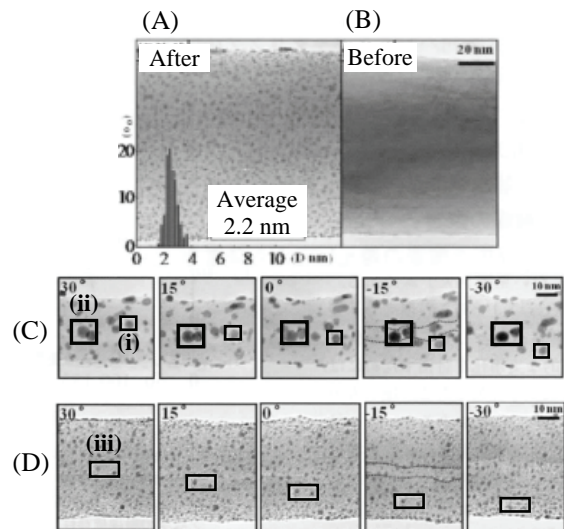 (A)
(B)
After
Before
20 nm
20
10
0
Average
2.2 nm
0 2 4 6 8 10 (D nm)
(C)
30°
15°
0°
-15°
-30°
10 nm
(ii)
(i)
(D)
30°
15°
0°
-15°
-30°
10 nm
(iii)